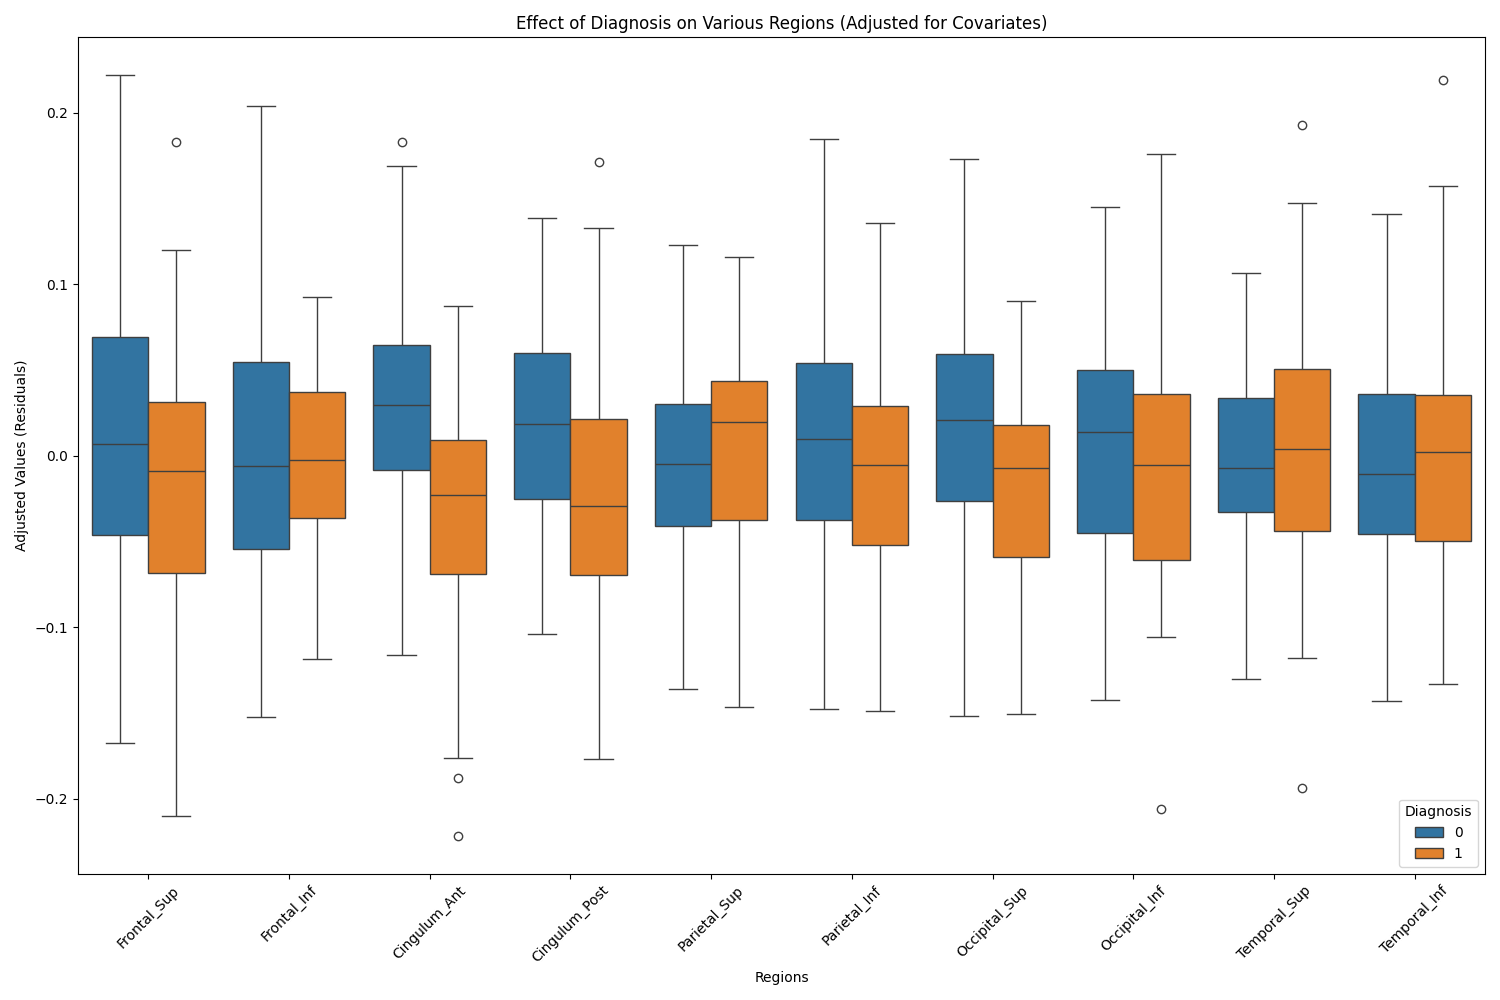 Effect of Diagnosis on Various Regions (Adjusted for Covariates)
Adjusted Values (Residuals)
0.2
0.1
0.0
−0.1
−0.2
Diagnosis
0
1
Frontal_Sup
Frontal_Inf
Cingulum_Ant
Cingulum_Post
Parietal_Sup
Parietal_Inf
Occipital_Sup
Occipital_Inf
Temporal_Sup
Temporal_Inf
Regions